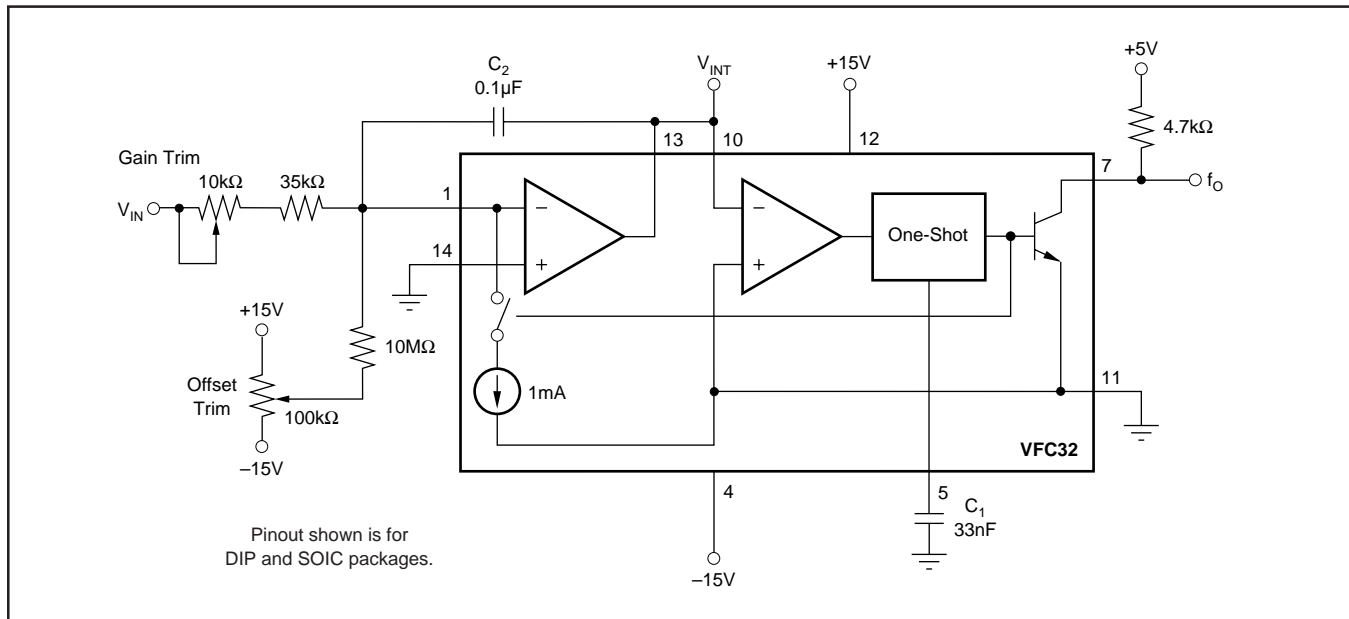 C2
0.1µF
VINT
+15V
+5V
4.7kΩ
13
10
12
7
fO
Gain Trim
10kΩ
35kΩ
VIN
1
14
One-Shot
+15V
Offset
Trim
100kΩ
–15V
10MΩ
1mA
11
VFC32
4
–15V
5
C1
33nF
Pinout shown is for
DIP and SOIC packages.
–
+
–
+